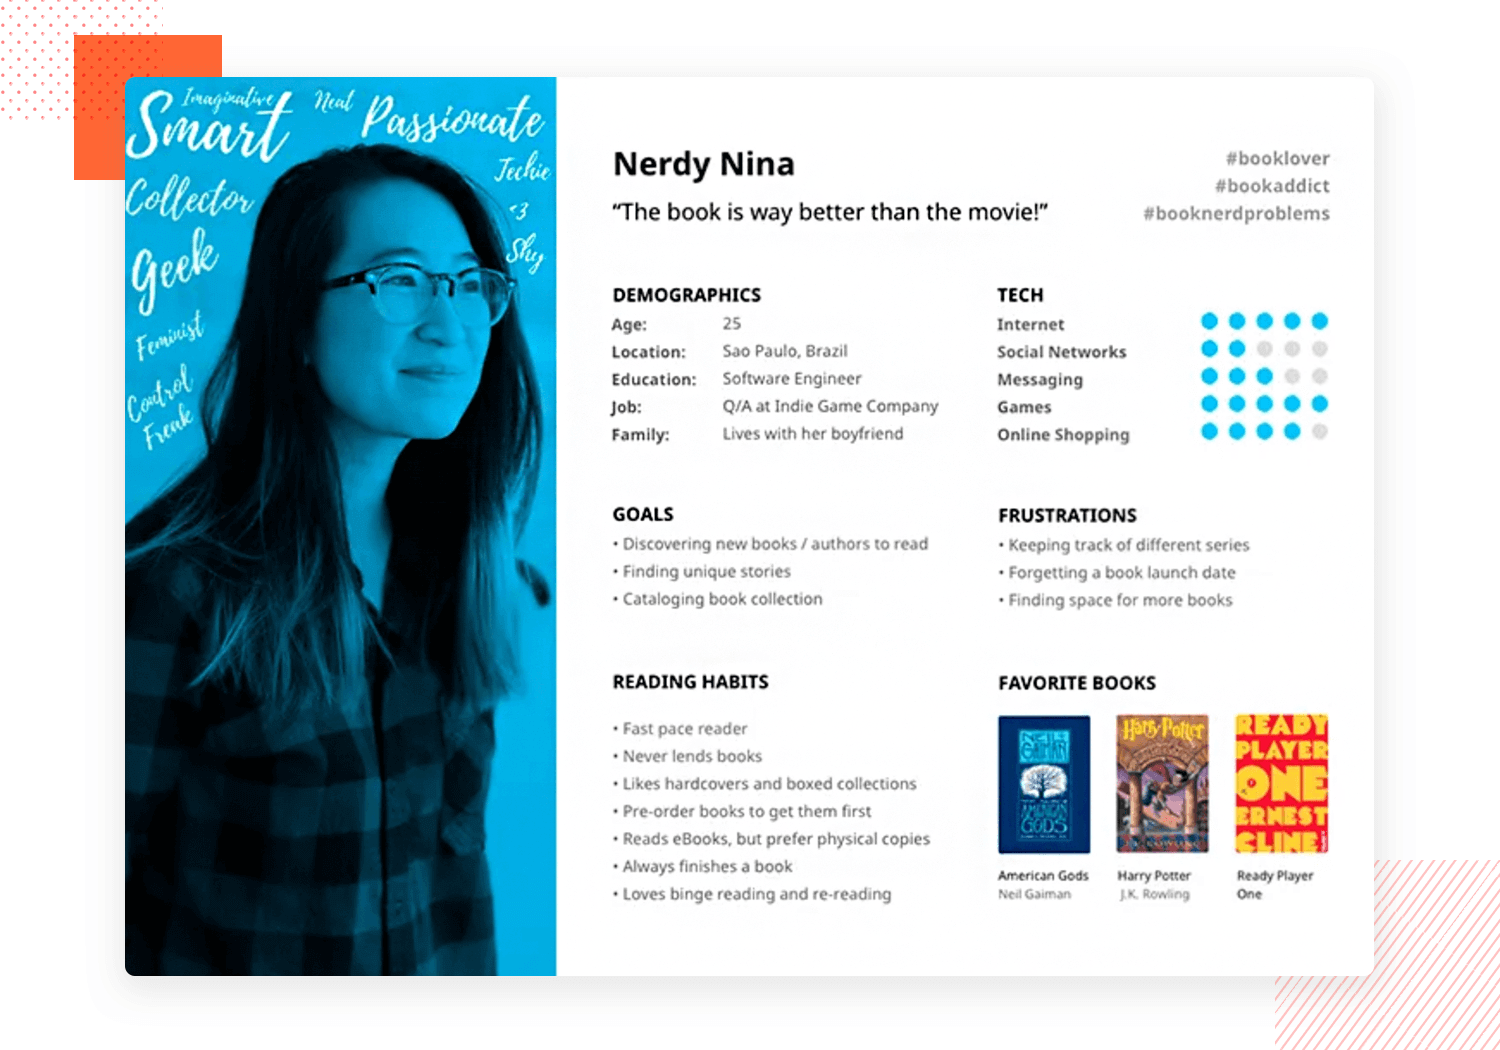 Imaginative
Smart
Neat
Passionate
Techie
Collector
<3
Shy
Geek
Feminist
Control
Freak
Nerdy Nina
“The book is way better than the movie!”
#booklover
#bookaddict
#booknerdproblems
DEMOGRAPHICS
Age: 25
Location: Sao Paulo, Brazil
Education: Software Engineer
Job: Q/A at Indie Game Company
Family: Lives with her boyfriend
TECH
Internet
Social Networks
Messaging
Games
Online Shopping
GOALS
• Discovering new books / authors to read
• Finding unique stories
• Cataloging book collection
FRUSTRATIONS
• Keeping track of different series
• Forgetting a book launch date
• Finding space for more books
READING HABITS
• Fast pace reader
• Never lends books
• Likes hardcovers and boxed collections
• Pre-order books to get them first
• Reads eBooks, but prefer physical copies
• Always finishes a book
• Loves binge reading and re-reading
FAVORITE BOOKS
NEIL
GAIMAN
AMERICAN
GODS
Harry Potter
J.K. ROWLING
READY
PLAYER
ONE
ERNEST
CLINE
American Gods
Neil Gaiman
Harry Potter
J.K. Rowling
Ready Player
One